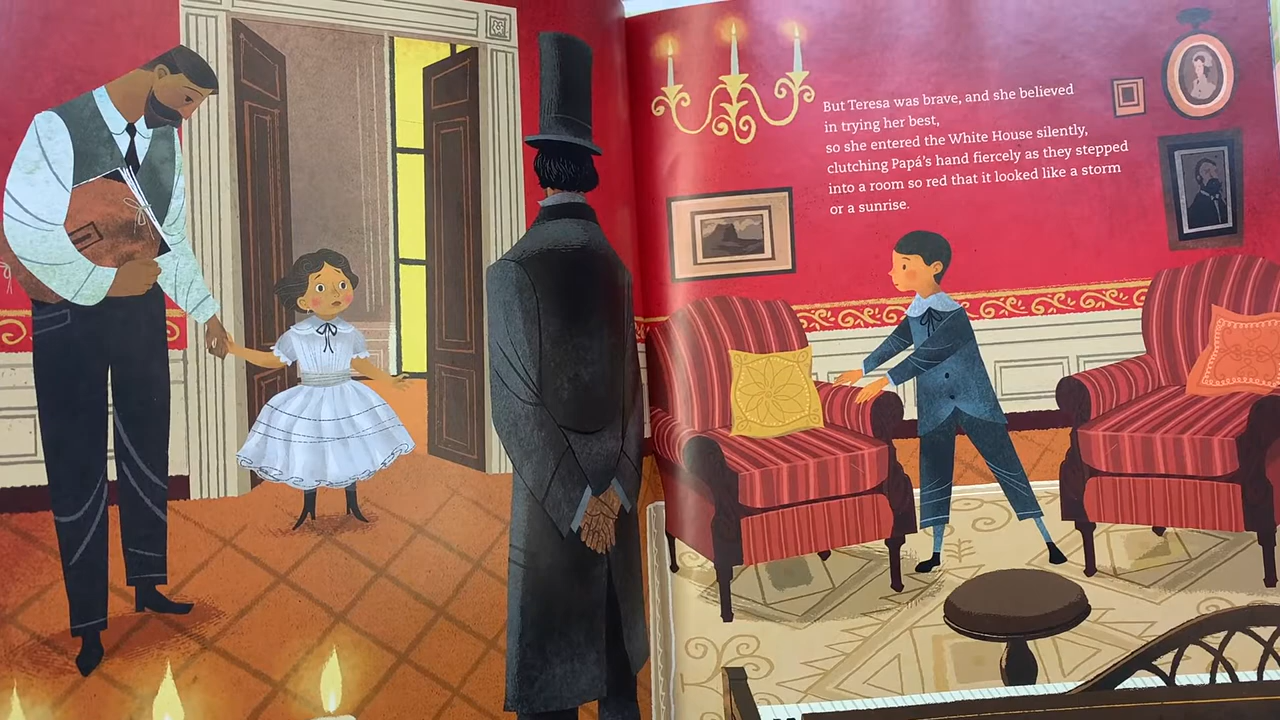 But Teresa was brave, and she believed
in trying her best,
so she entered the White House silently,
clutching Papá's hand fiercely as they stepped
into a room so red that it looked like a storm
or a sunrise.